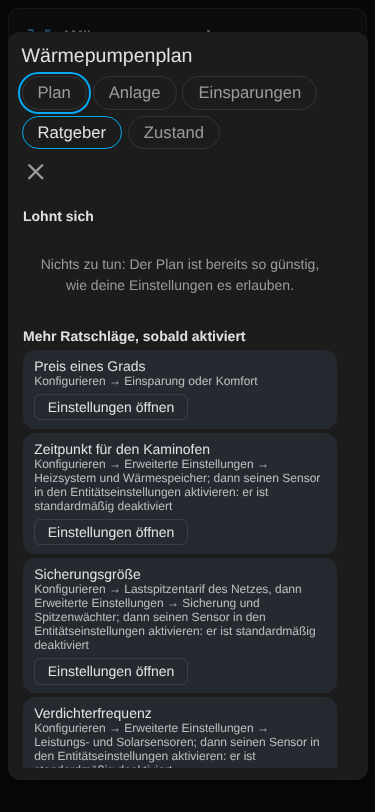 Wärmepumpenplan
Plan
Anlage
Einsparungen
Ratgeber
Zustand
Lohnt sich
Nichts zu tun: Der Plan ist bereits so günstig,
wie deine Einstellungen es erlauben.
Mehr Ratschläge, sobald aktiviert
Preis eines Grads
Konfigurieren → Einsparung oder Komfort
Einstellungen öffnen
Zeitpunkt für den Kaminofen
Konfigurieren → Erweiterte Einstellungen →
Heizsystem und Wärmespeicher; dann seinen Sensor
in den Entitätseinstellungen aktivieren: er ist
standardmäßig deaktiviert
Einstellungen öffnen
Sicherungsgröße
Konfigurieren → Lastspitzentarif des Netzes, dann
Erweiterte Einstellungen → Sicherung und
Spitzenwächter; dann seinen Sensor in den
Entitätseinstellungen aktivieren: er ist standardmäßig
deaktiviert
Einstellungen öffnen
Verdichterfrequenz
Konfigurieren → Erweiterte Einstellungen →
Leistungs- und Solarsensoren; dann seinen Sensor in
den Entitätseinstellungen aktivieren: er ist
standardmäßig deaktiviert